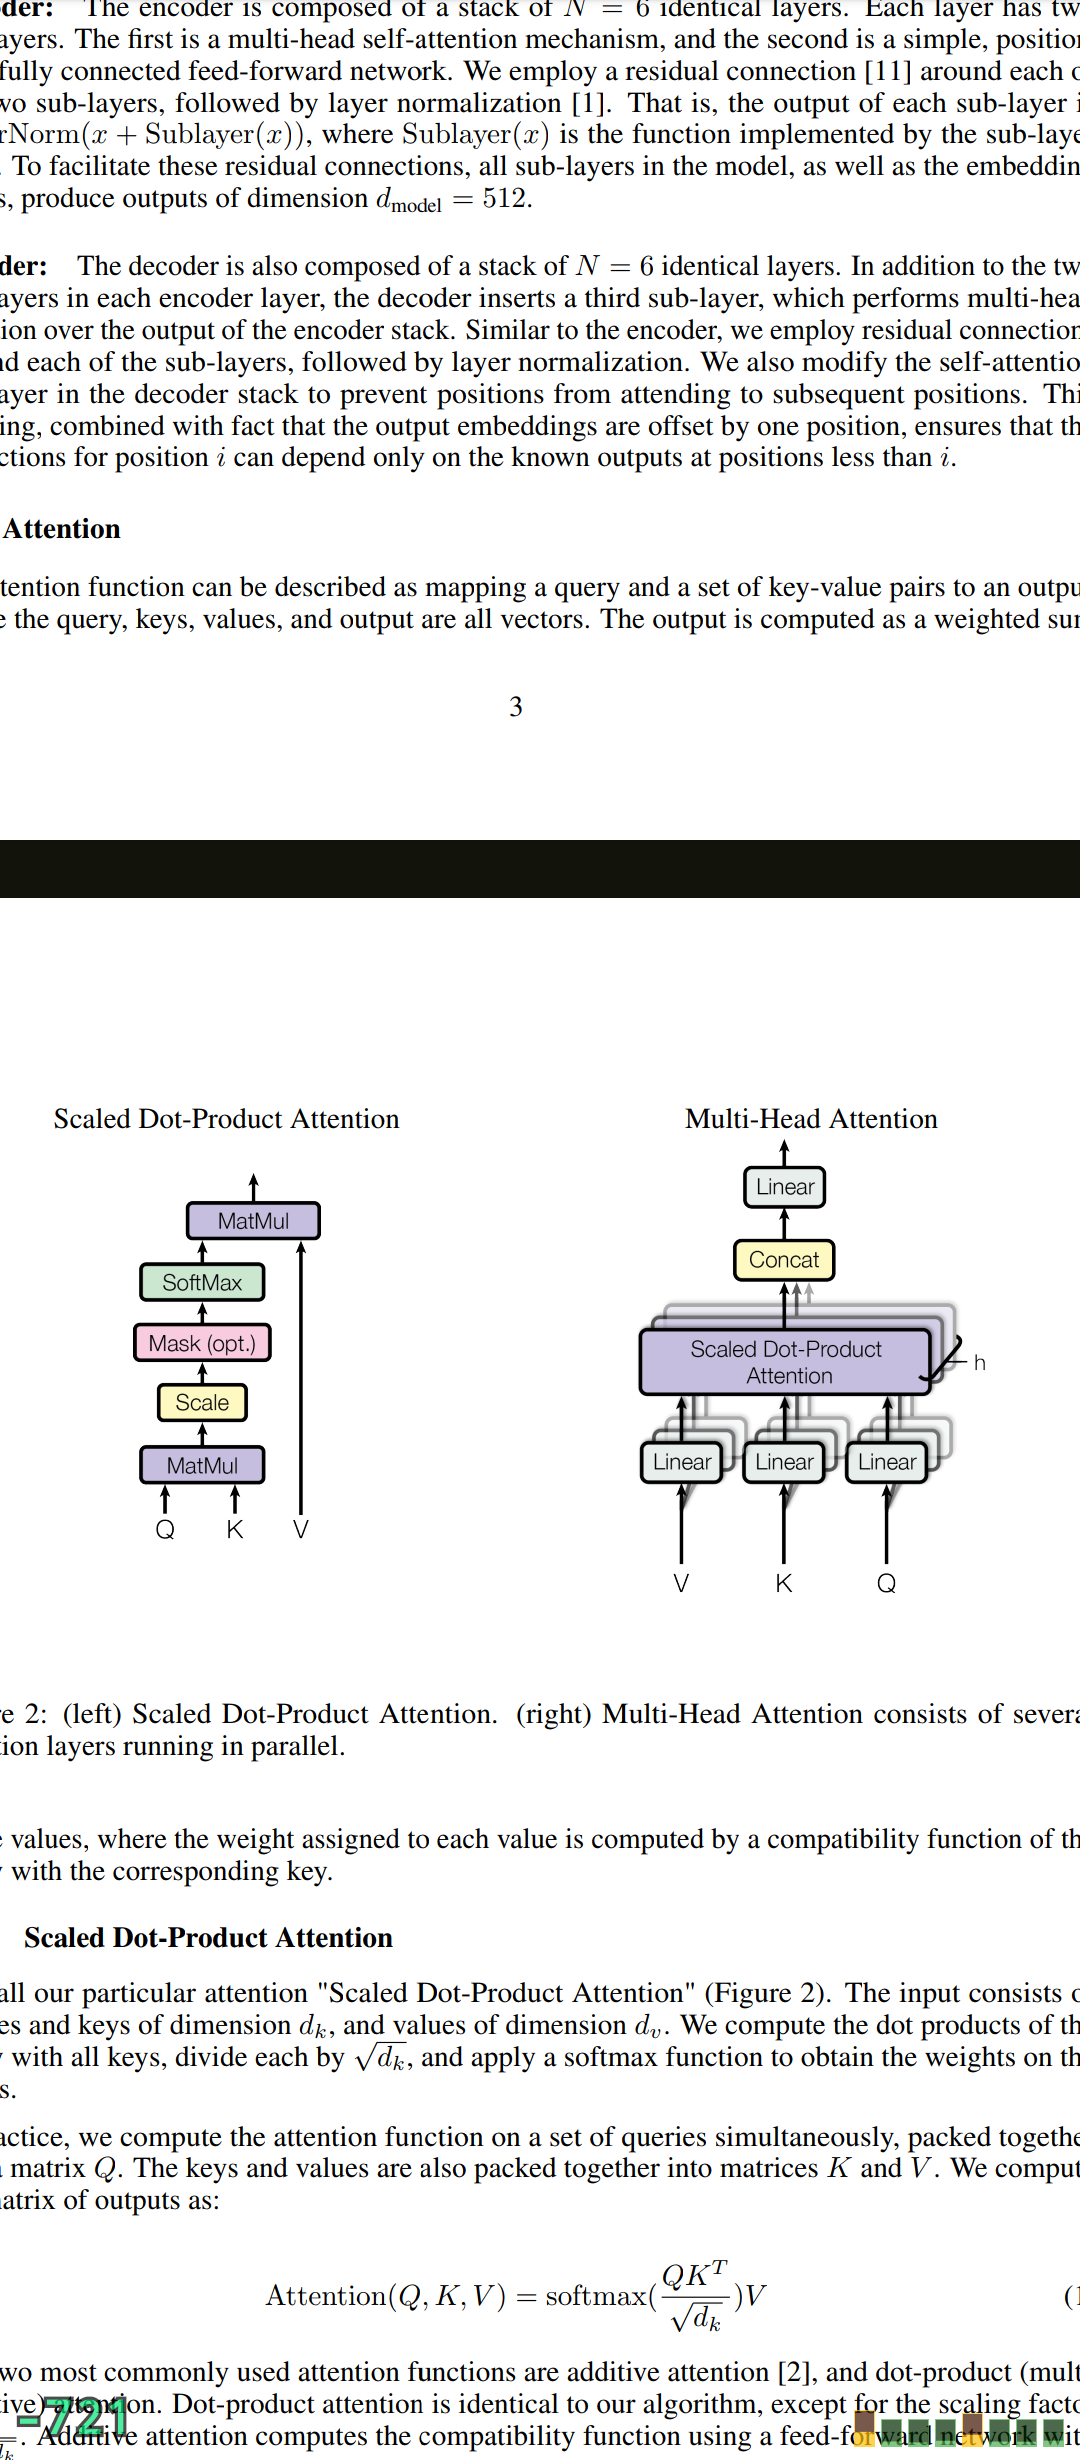 der: The encoder is composed of a stack of N = 6 identical layers. Each layer has tw
ayers. The first is a multi-head self-attention mechanism, and the second is a simple, position
fully connected feed-forward network. We employ a residual connection [11] around each o
wo sub-layers, followed by layer normalization [1]. That is, the output of each sub-layer i
rNorm(x + Sublayer(x)), where Sublayer(x) is the function implemented by the sub-laye
. To facilitate these residual connections, all sub-layers in the model, as well as the embeddin
s, produce outputs of dimension d_model = 512.
der: The decoder is also composed of a stack of N = 6 identical layers. In addition to the tw
ayers in each encoder layer, the decoder inserts a third sub-layer, which performs multi-hea
ion over the output of the encoder stack. Similar to the encoder, we employ residual connection
nd each of the sub-layers, followed by layer normalization. We also modify the self-attentio
ayer in the decoder stack to prevent positions from attending to subsequent positions. Thi
ing, combined with fact that the output embeddings are offset by one position, ensures that th
ctions for position i can depend only on the known outputs at positions less than i.
Attention
tention function can be described as mapping a query and a set of key-value pairs to an outpu
e the query, keys, values, and output are all vectors. The output is computed as a weighted sum
3
Scaled Dot-Product Attention
MatMul
SoftMax
Mask (opt.)
Scale
MatMul
Q K V
Multi-Head Attention
Linear
Concat
Scaled Dot-Product
Attention
h
Linear Linear Linear
V K Q
re 2: (left) Scaled Dot-Product Attention. (right) Multi-Head Attention consists of severa
tion layers running in parallel.
e values, where the weight assigned to each value is computed by a compatibility function of th
y with the corresponding key.
Scaled Dot-Product Attention
all our particular attention "Scaled Dot-Product Attention" (Figure 2). The input consists o
es and keys of dimension d_k, and values of dimension d_v. We compute the dot products of th
y with all keys, divide each by √d_k, and apply a softmax function to obtain the weights on th
s.
actice, we compute the attention function on a set of queries simultaneously, packed togethe
a matrix Q. The keys and values are also packed together into matrices K and V. We comput
atrix of outputs as:
Attention(Q, K, V) = softmax(QK^T / √d_k)V (1
wo most commonly used attention functions are additive attention [2], and dot-product (mult
ive) attention. Dot-product attention is identical to our algorithm, except for the scaling facto
-721
. Additive attention computes the compatibility function using a feed-forward network wit